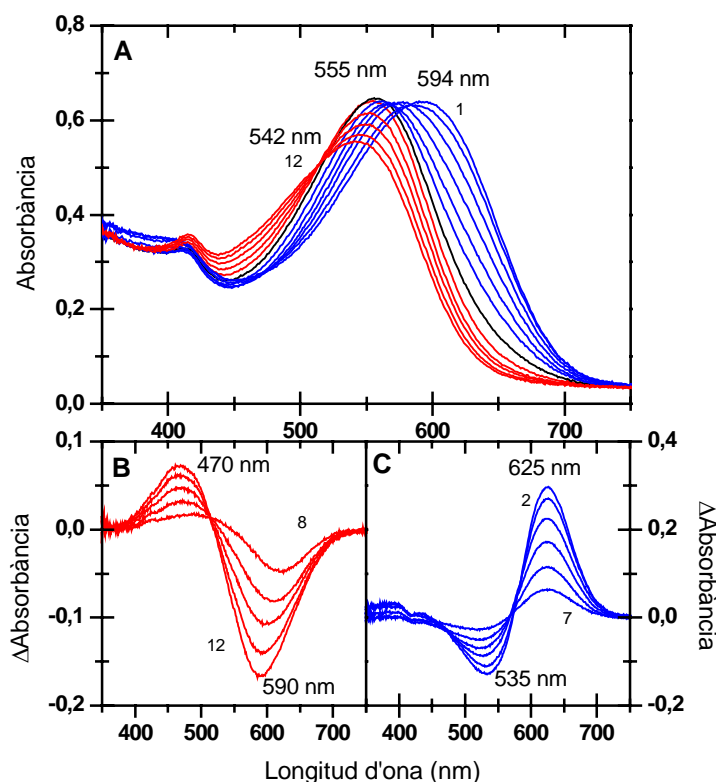 0,8
A
555 nm
594 nm
1
0,6
542 nm
12
Absorbància
0,4
0,2
0,0
400 500 600 700
0,1
B
470 nm
8
0,0
ΔAbsorbància
-0,1
12
590 nm
-0,2
400 500 600 700
C
625 nm
2
7
535 nm
0,4
0,2
0,0
-0,2
ΔAbsorbància
400 500 600 700
Longitud d'ona (nm)